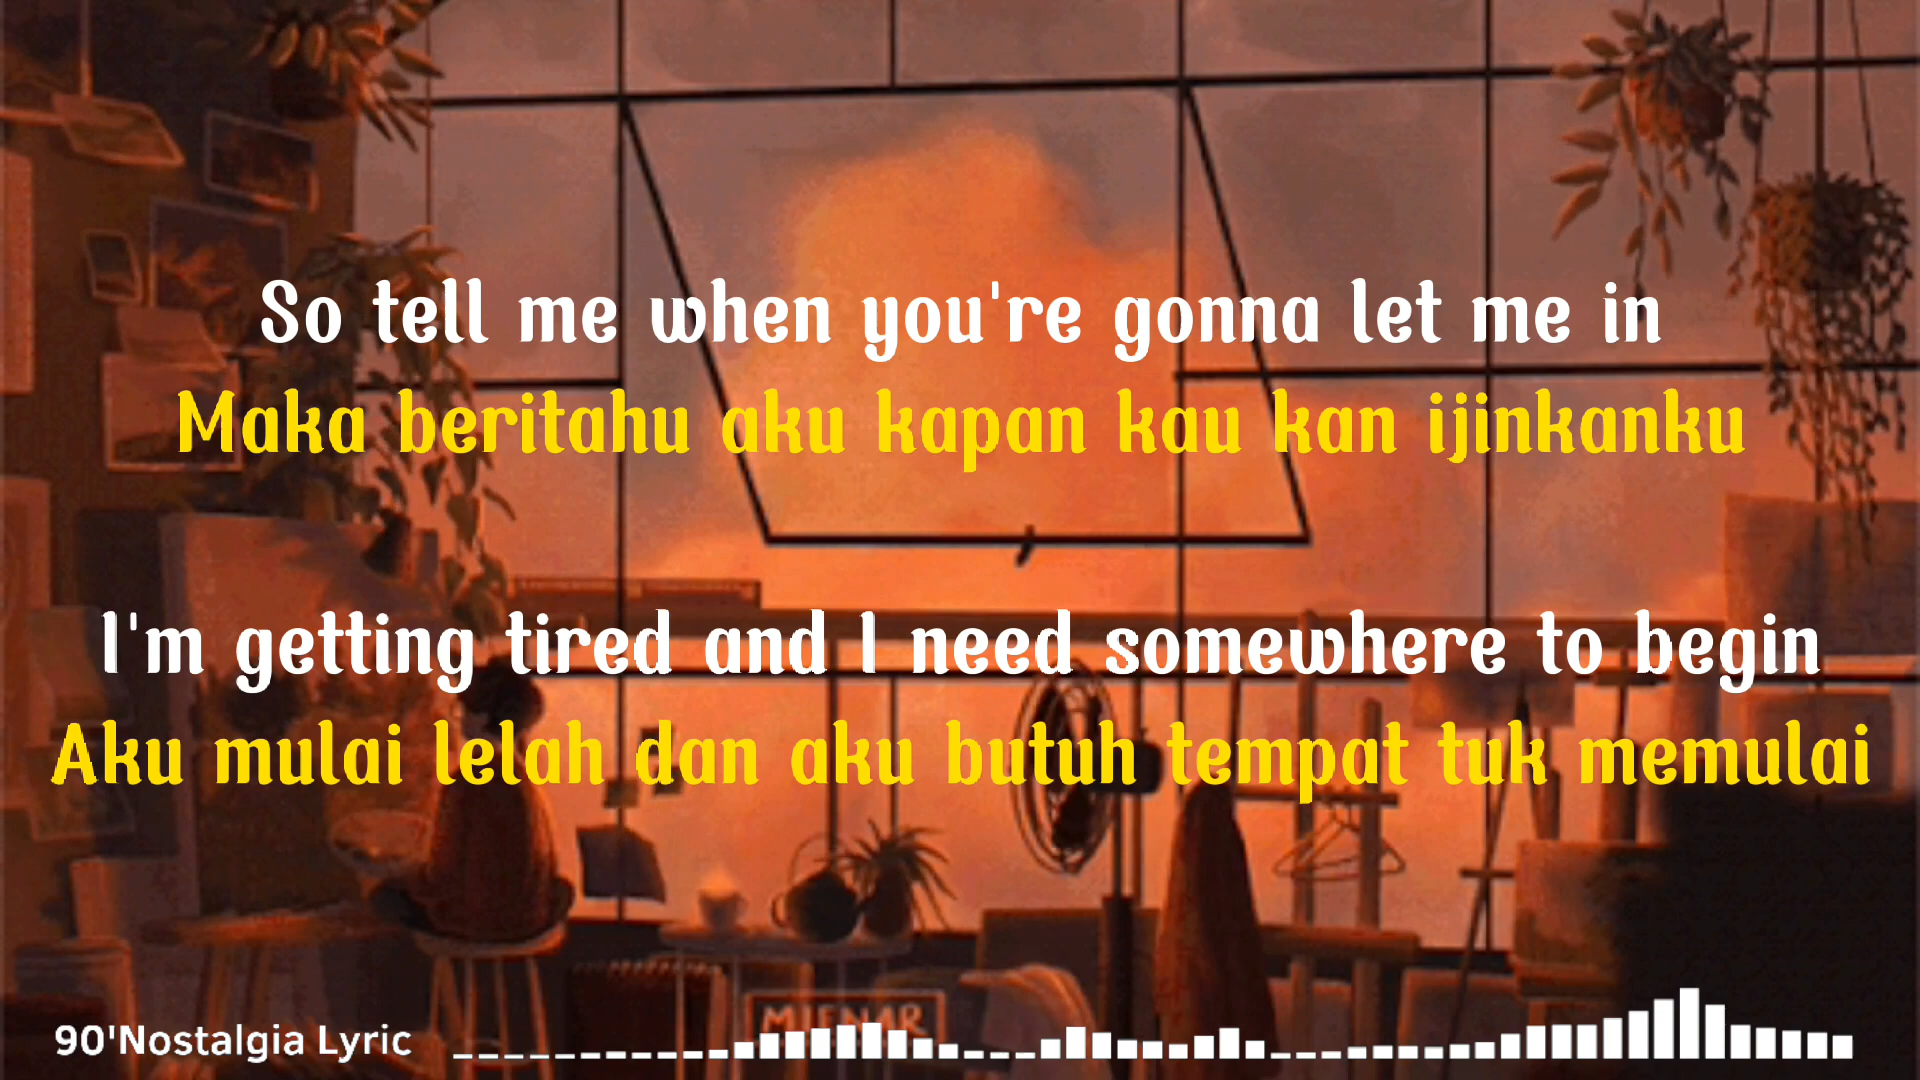 So tell me when you're gonna let me in
Maka beritahu aku kapan kau kan ijinkanku
I'm getting tired and I need somewhere to begin
Aku mulai lelah dan aku butuh tempat tuk memulai
MIENAR
90'Nostalgia Lyric